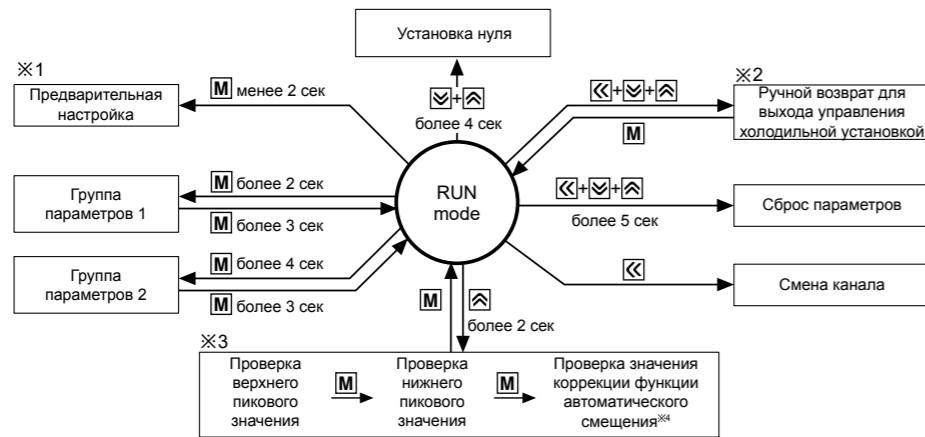 Установка нуля
※1
Предварительная
настройка
M менее 2 сек
более 4 сек
※2
Ручной возврат для
выхода управления
холодильной установкой
M
Группа
параметров 1
M более 2 сек
M более 3 сек
RUN
mode
более 5 сек
Сброс параметров
Группа
параметров 2
M более 4 сек
M более 3 сек
Смена канала
M
более 2 сек
※3
Проверка
верхнего
пикового
значения
M
Проверка
нижнего
пикового
значения
M
Проверка значения
коррекции функции
автоматического
смещения※4